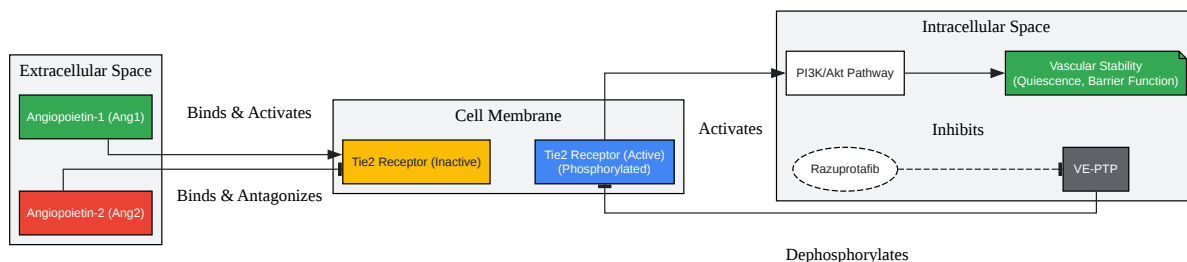 Extracellular Space
Angiopoietin-1 (Ang1)
Angiopoietin-2 (Ang2)
Binds & Activates
Binds & Antagonizes
Cell Membrane
Tie2 Receptor (Inactive)
Tie2 Receptor (Active)
(Phosphorylated)
Activates
Intracellular Space
PI3K/Akt Pathway
Vascular Stability
(Quiescence, Barrier Function)
Inhibits
Razuprotafib
VE-PTP
Dephosphorylates